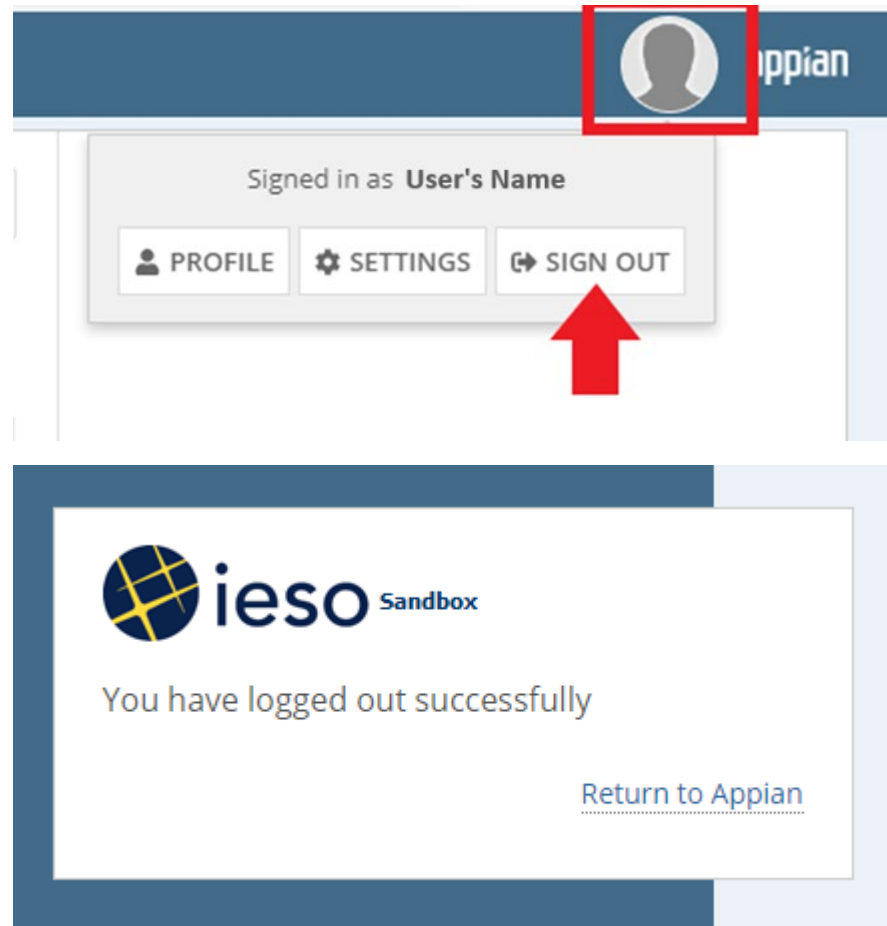 appian
Signed in as User's Name
PROFILE SETTINGS SIGN OUT
ieso Sandbox
You have logged out successfully
Return to Appian